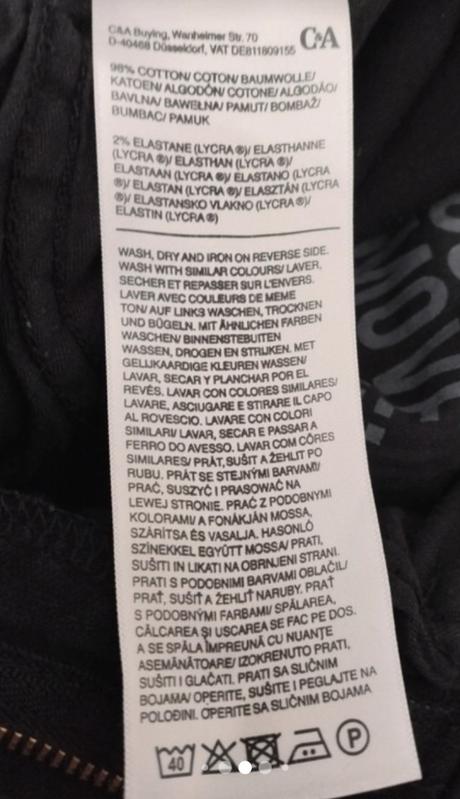 C&A Buying, Wanheimer Str. 70
D-40468 Düsseldorf, VAT DE811809155
C&A
98% COTTON/ COTON/ BAUMWOLLE/
KATOEN/ ALGODÓN/ COTONE/ ALGODÃO/
BAVLNA/ BAWEŁNA/ PAMUT/ BOMBAŽ/
BUMBAC/ PAMUK
2% ELASTANE (LYCRA ®)/ ELASTHANNE
(LYCRA ®)/ ELASTHAN (LYCRA ®)/
ELASTAAN (LYCRA ®)/ ELASTANO (LYCRA
®)/ ELASTAN (LYCRA ®)/ ELASZTÁN (LYCRA
®)/ ELASTANSKO VLAKNO (LYCRA ®)/
ELASTIN (LYCRA ®)
WASH, DRY AND IRON ON REVERSE SIDE.
WASH WITH SIMILAR COLOURS/ LAVER,
SECHER ET REPASSER SUR L'ENVERS.
LAVER AVEC COULEURS DE MEME
TON/ AUF LINKS WASCHEN, TROCKNEN
UND BÜGELN. MIT ÄHNLICHEN FARBEN
WASCHEN/ BINNENSTEBUITEN
WASSEN, DROGEN EN STRIJKEN. MET
GELIJKAARDIGE KLEUREN WASSEN/
LAVAR, SECAR Y PLANCHAR POR EL
REVÉS. LAVAR CON COLORES SIMILARES/
LAVARE, ASCIUGARE E STIRARE IL CAPO
AL ROVESCIO. LAVARE CON COLORI
SIMILARI/ LAVAR, SECAR E PASSAR A
FERRO DO AVESSO. LAVAR COM CÔRES
SIMILARES/ PRÁT, SUŠIT A ŽEHLIT PO
RUBU. PRÁT SE STEJNÝMI BARVAMI/
PRAĆ, SUSZYĆ I PRASOWAĆ NA
LEWEJ STRONIE. PRAĆ Z PODOBNYMI
KOLORAMI/ A FONÁKJÁN MOSSA,
SZÁRÍTSA ÉS VASALJA. HASONLÓ
SZÍNEKKEL EGYÜTT MOSSA/ PRATI,
SUŠITI IN LIKATI NA OBRNJENI STRANI.
PRATI S PODOBNIMI BARVAMI OBLAČIL/
PRAŤ, SUŠIŤ A ŽEHLIŤ NARUBY. PRAŤ
S PODOBNÝMI FARBAMI/ SPĂLAREA,
CĂLCAREA ŞI USCAREA SE FAC PE DOS.
A SE SPĂLA ÎMPREUNĂ CU NUANŢE
ASEMĂNĂTOARE/ IZOKRENUTO PRATI,
SUŠITI I GLAČATI. PRATI SA SLIČNIM
BOJAMA/ OPERITE, SUŠITE I PEGLAJTE NA
POLOĐINI. OPERITE SA SLIČNIM BOJAMA
40 P